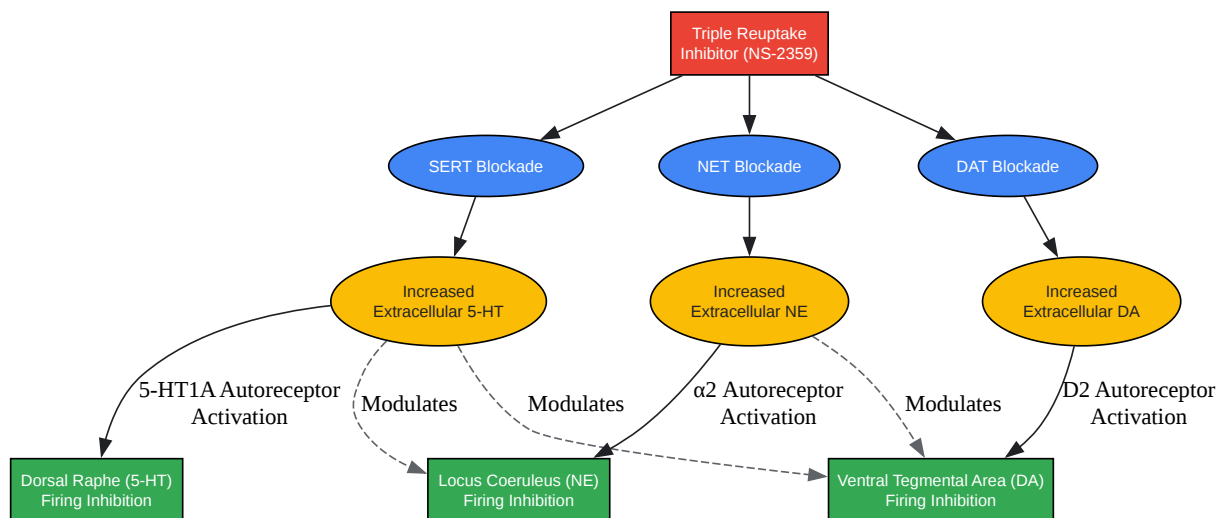 Triple Reuptake
Inhibitor (NS-2359)
SERT Blockade
NET Blockade
DAT Blockade
Increased
Extracellular 5-HT
Increased
Extracellular NE
Increased
Extracellular DA
5-HT1A Autoreceptor
Activation
Modulates
Modulates
α2 Autoreceptor
Activation
Modulates
D2 Autoreceptor
Activation
Dorsal Raphe (5-HT)
Firing Inhibition
Locus Coeruleus (NE)
Firing Inhibition
Ventral Tegmental Area (DA)
Firing Inhibition